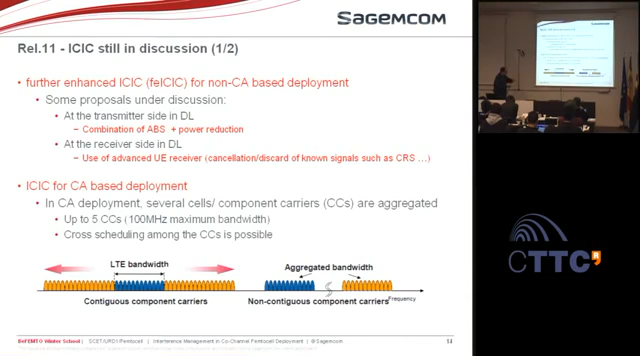 SAGEMCOM
Rel.11 - ICIC still in discussion (1/2)
› further enhanced ICIC (feICIC) for non-CA based deployment
› Some proposals under discussion:
› At the transmitter side in DL
– Combination of ABS + power reduction
› At the receiver side in DL
– Use of advanced UE receiver (cancellation/discard of known signals such as CRS …)
› ICIC for CA based deployment
› In CA deployment, several cells/ component carriers (CCs) are aggregated
› Up to 5 CCs (100MHz maximum bandwidth)
› Cross scheduling among the CCs is possible
LTE bandwidth
Aggregated bandwidth
Contiguous component carriers
Non-contiguous component carriers
Frequency
BeFEMTO Winter School | SCET/URD1/Femtocell | Interference Management in Co-Channel Femtocell Deployment | @Sagemcom
14
CTTC